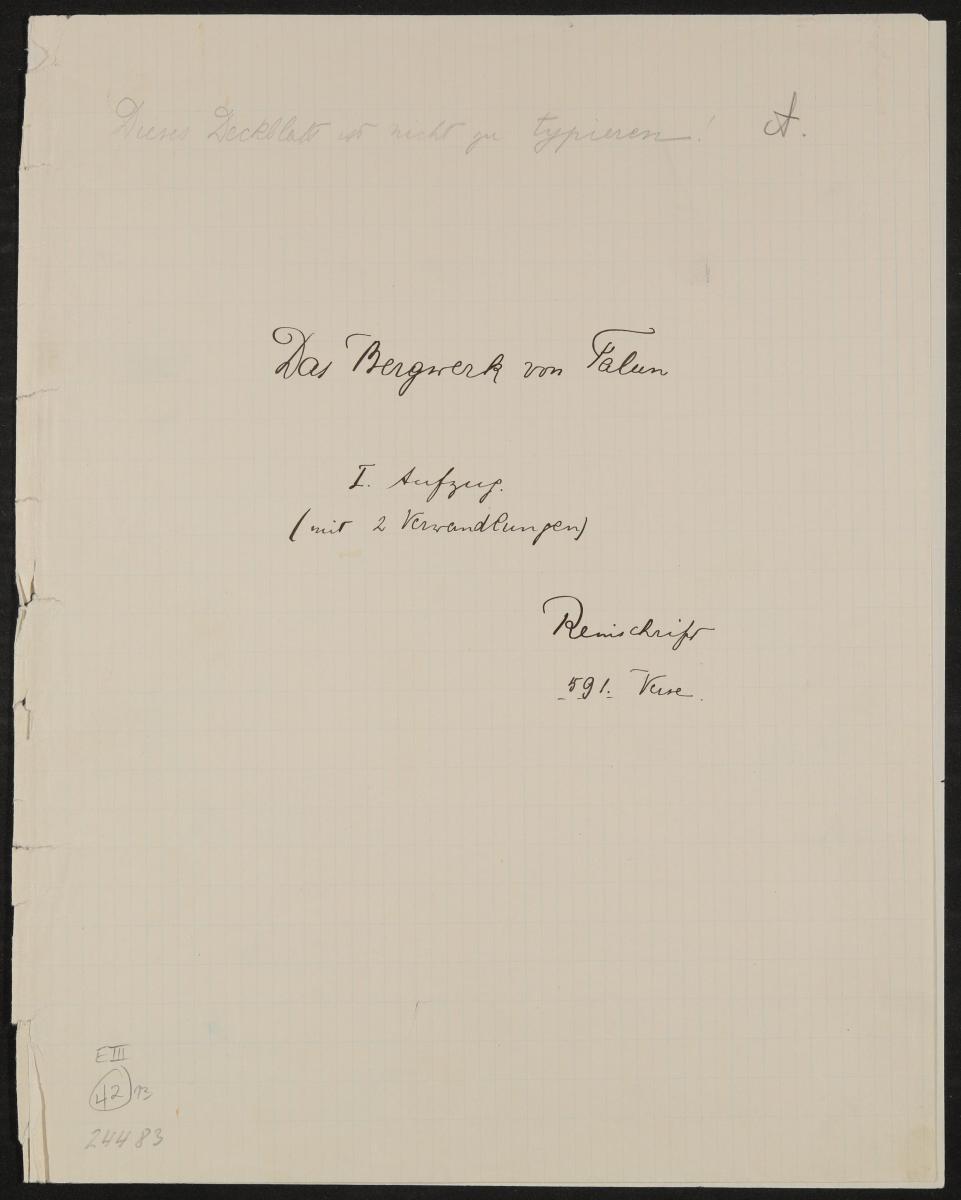 Dieses Deckblatt ist nicht zu typieren! A.
Das Bergwerk von Falun
I. Aufzug.
(mit 2 Verwandlungen)
Reinschrift
591. Verse.
E III
42
24483